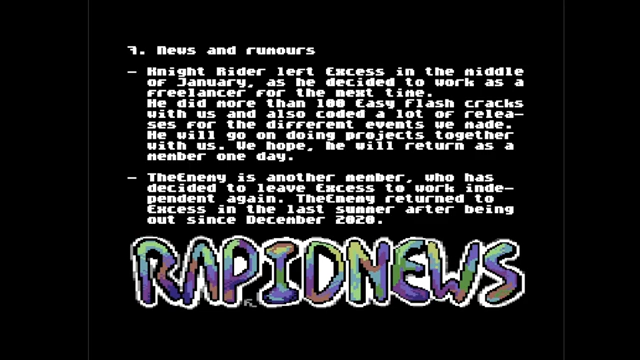 7. News and rumours
- Knight Rider left Excess in the middle
of January, as he decided to work as a
freelancer for the next time.
He did more than 100 Easy Flash cracks
with us and also coded a lot of relea-
ses for the different events we made.
He will go on doing projects together
with us. We hope, he will return as a
member one day.
- TheEnemy is another member, who has
decided to leave Excess to work inde-
pendent again. TheEnemy returned to
Excess in the last summer after being
out since December 2020.
RAPIDNEWS